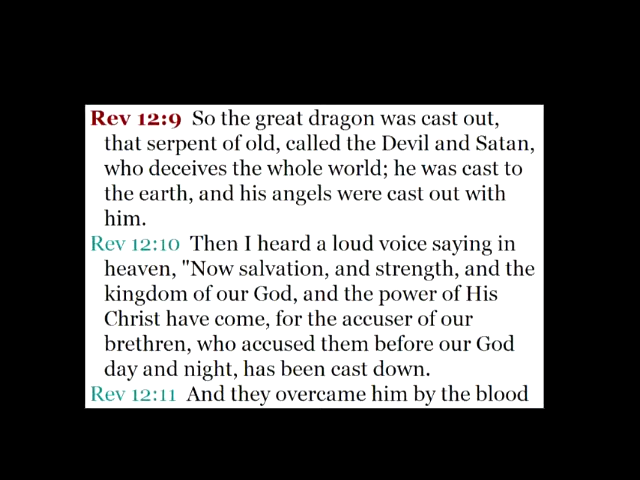 Rev 12:9 So the great dragon was cast out,
that serpent of old, called the Devil and Satan,
who deceives the whole world; he was cast to
the earth, and his angels were cast out with
him.
Rev 12:10 Then I heard a loud voice saying in
heaven, "Now salvation, and strength, and the
kingdom of our God, and the power of His
Christ have come, for the accuser of our
brethren, who accused them before our God
day and night, has been cast down.
Rev 12:11 And they overcame him by the blood